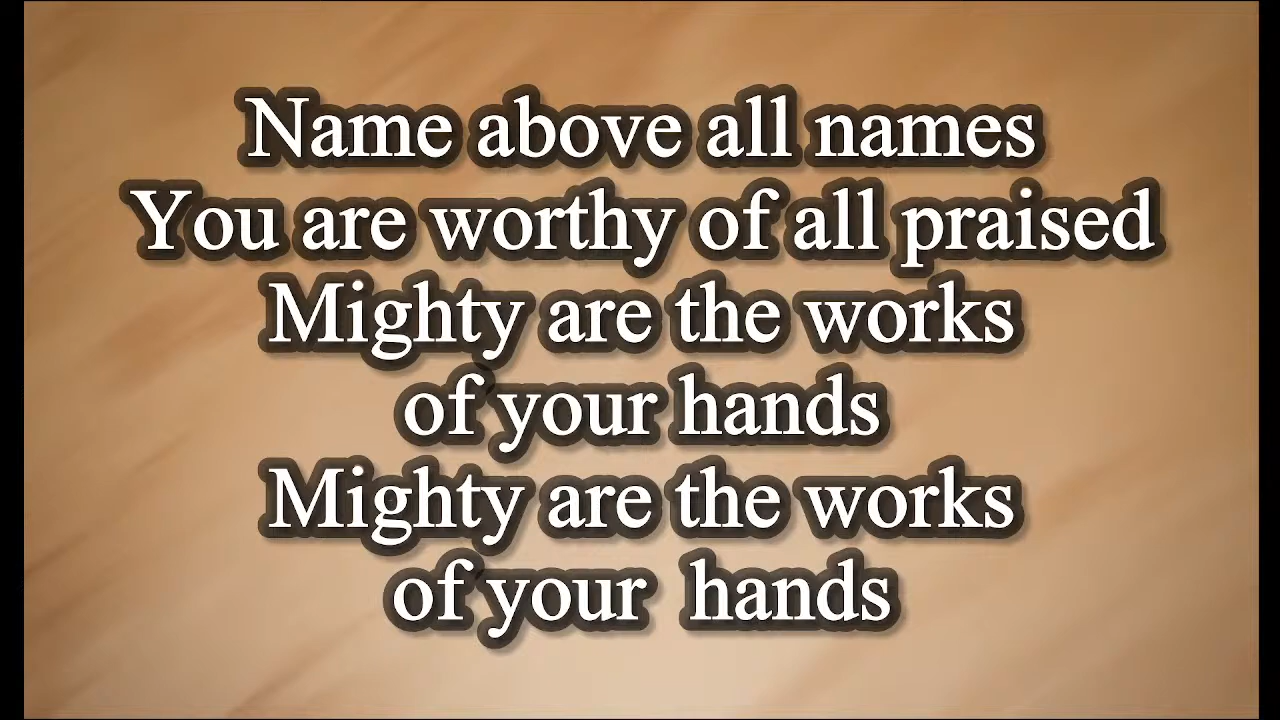 Name above all names
You are worthy of all praised
Mighty are the works
of your hands
Mighty are the works
of your  hands